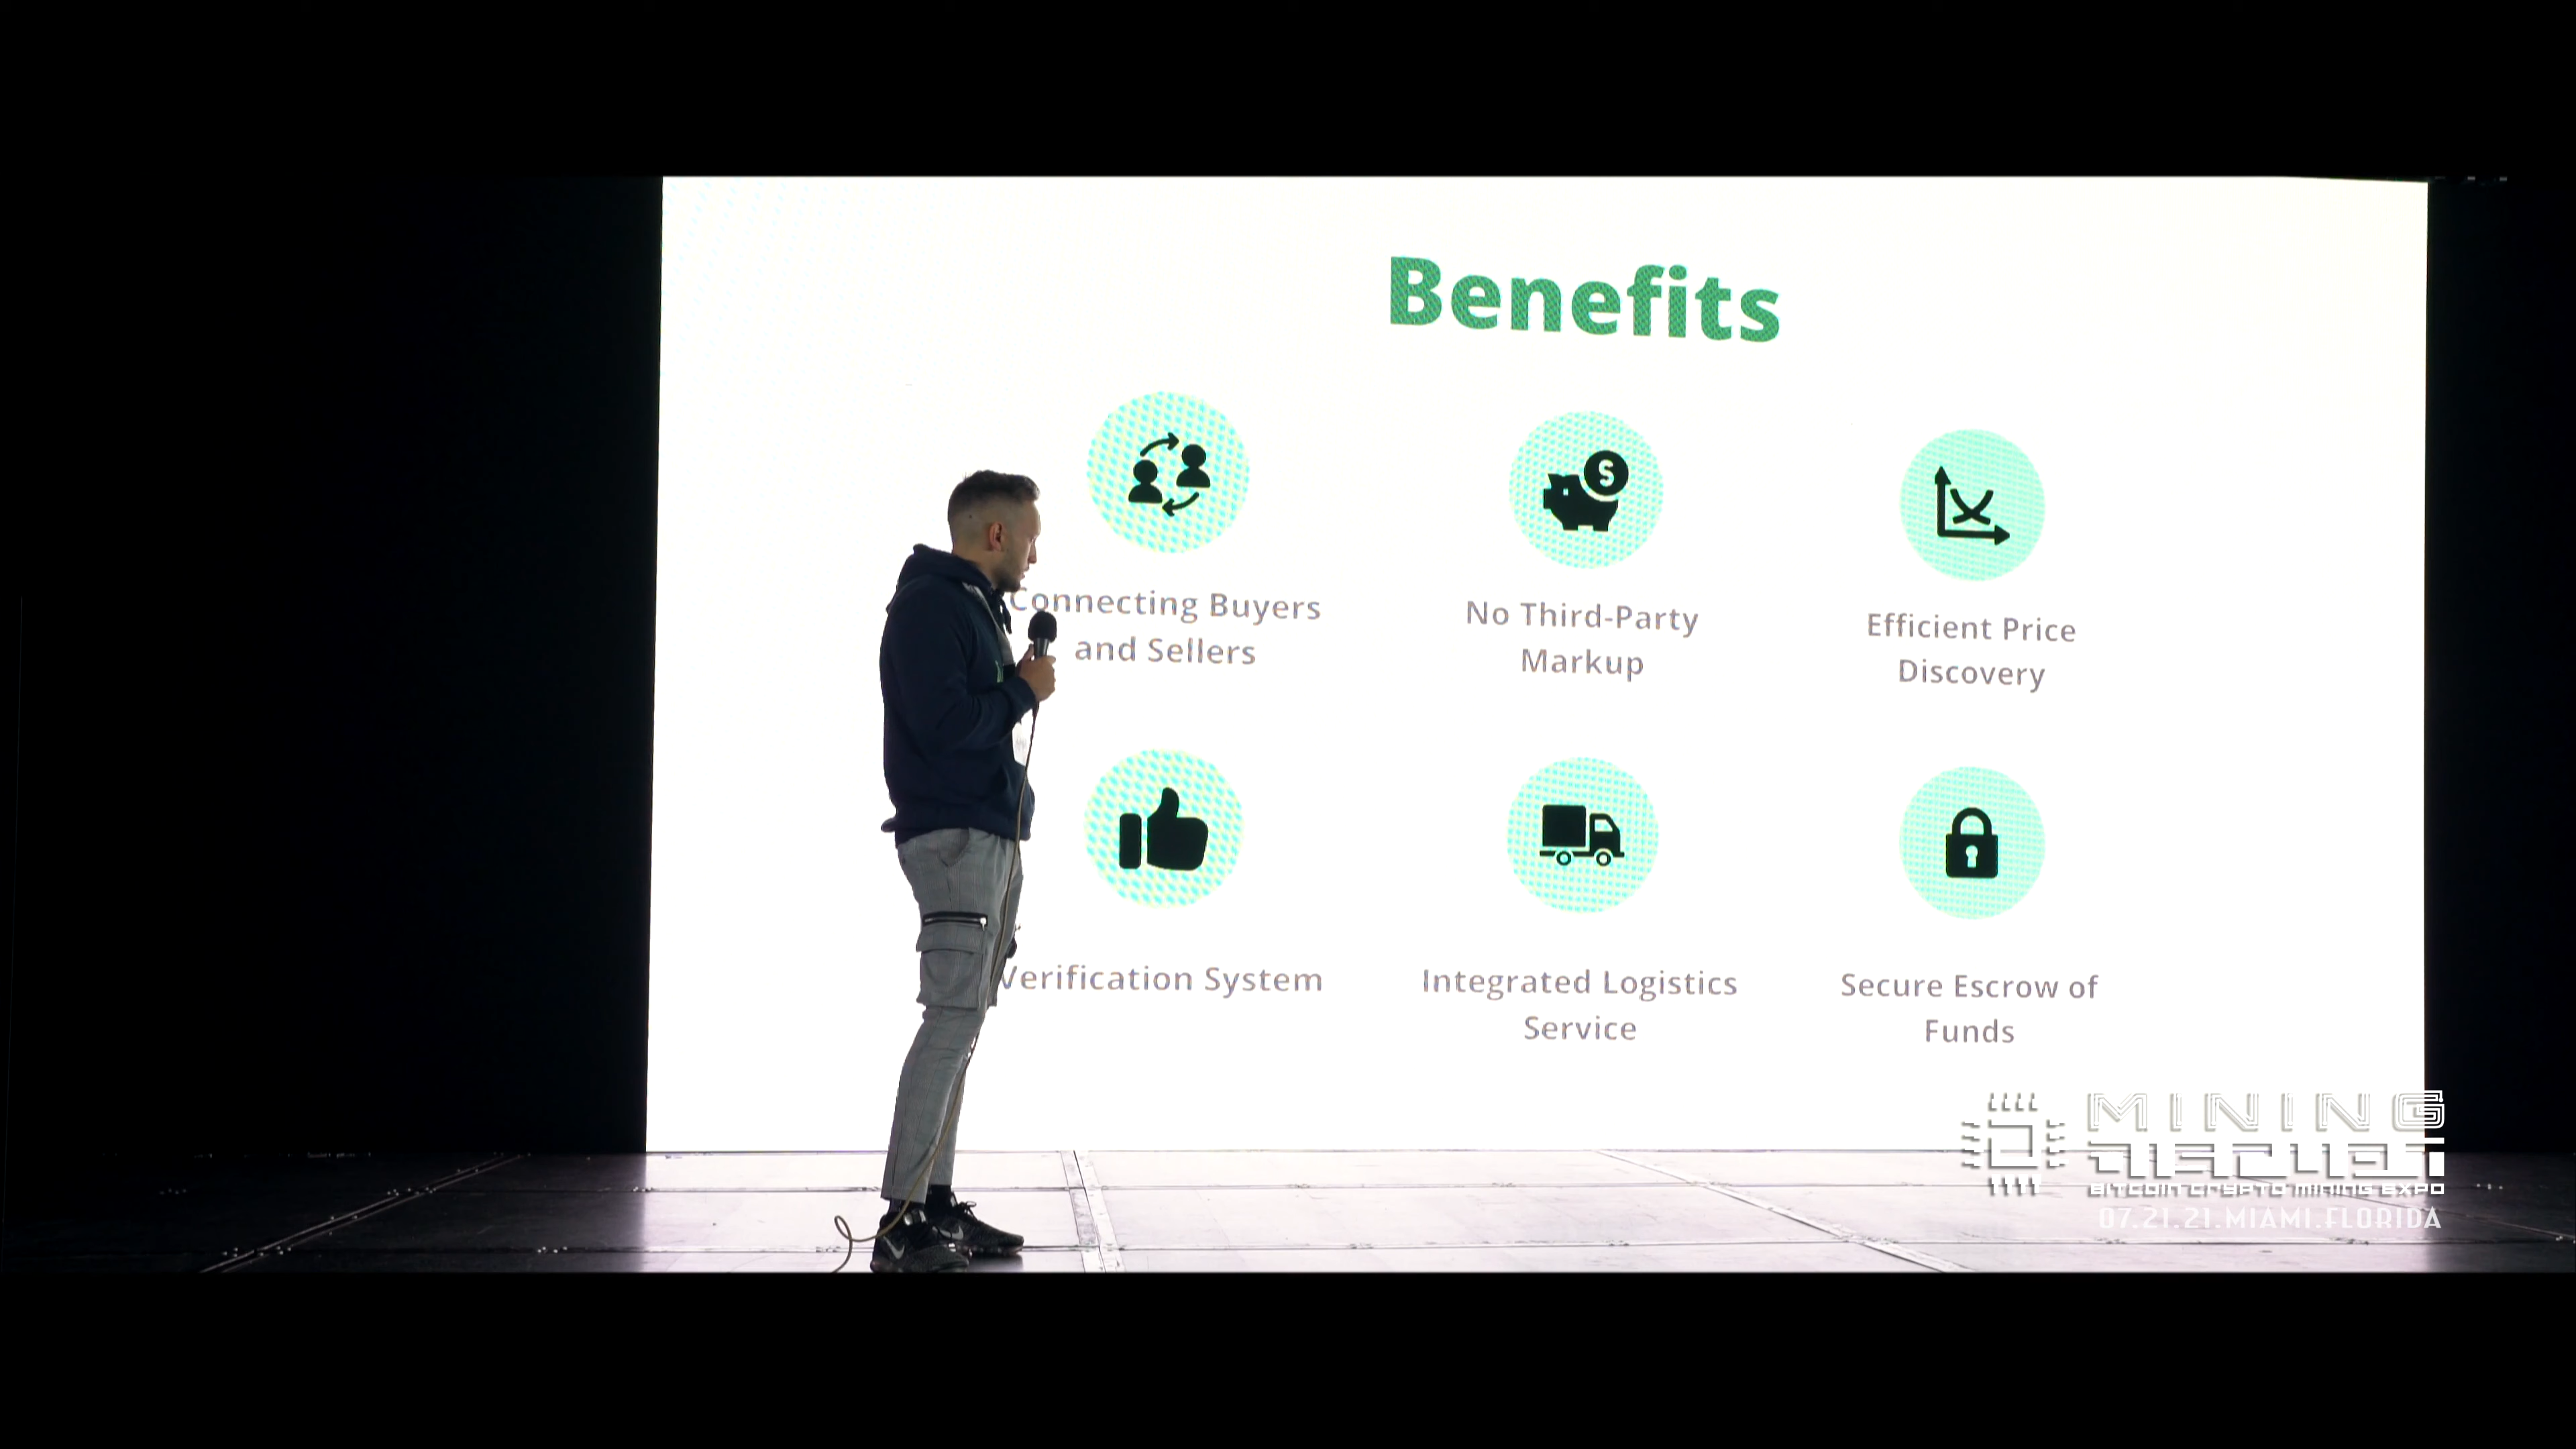 Benefits
Connecting Buyers
and Sellers
No Third-Party
Markup
Efficient Price
Discovery
Verification System
Integrated Logistics
Service
Secure Escrow of
Funds
MINING
BITCOIN CRYPTO MINING EXPO
07.21.21.MIAMI.FLORIDA